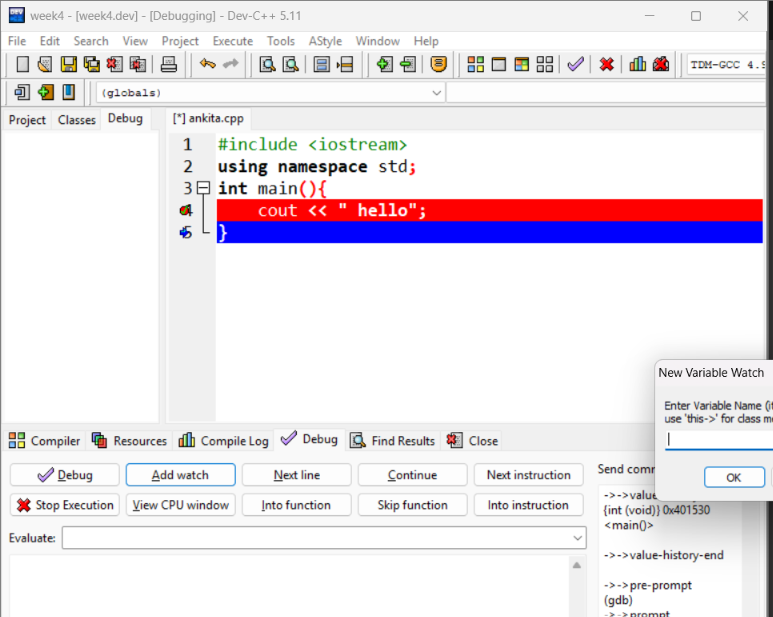 week4 - [week4.dev] - [Debugging] - Dev-C++ 5.11
File Edit Search View Project Execute Tools AStyle Window Help
TDM-GCC 4.9
(globals)
Project Classes Debug [*] ankita.cpp
1 #include <iostream>
2 using namespace std;
3 int main(){
4 cout << " hello";
5 }
New Variable Watch
Enter Variable Name (it
use 'this->' for class me
OK
Compiler Resources Compile Log Debug Find Results Close
Debug Add watch Next line Continue Next instruction Send comm
Stop Execution View CPU window Into function Skip function Into instruction
Evaluate:
->->value
{int (void)} 0x401530
<main()>
->->value-history-end
->->pre-prompt
(gdb)
->->prompt